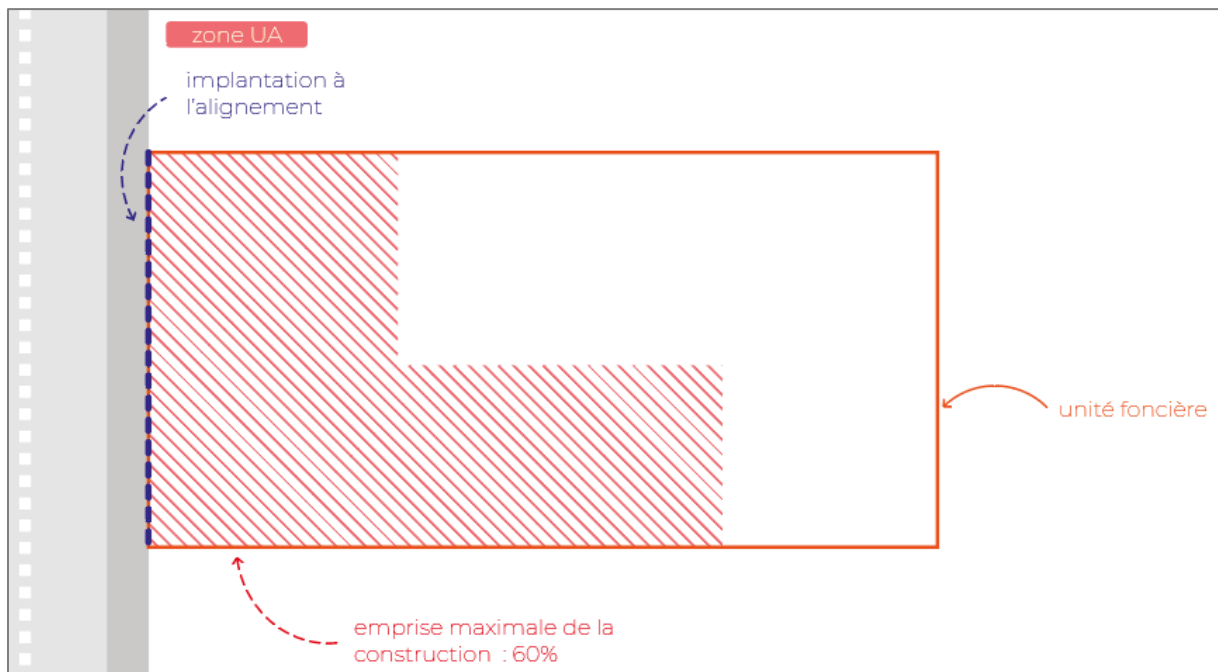 zone UA
implantation à
l'alignement
unité foncière
emprise maximale de la
construction : 60%